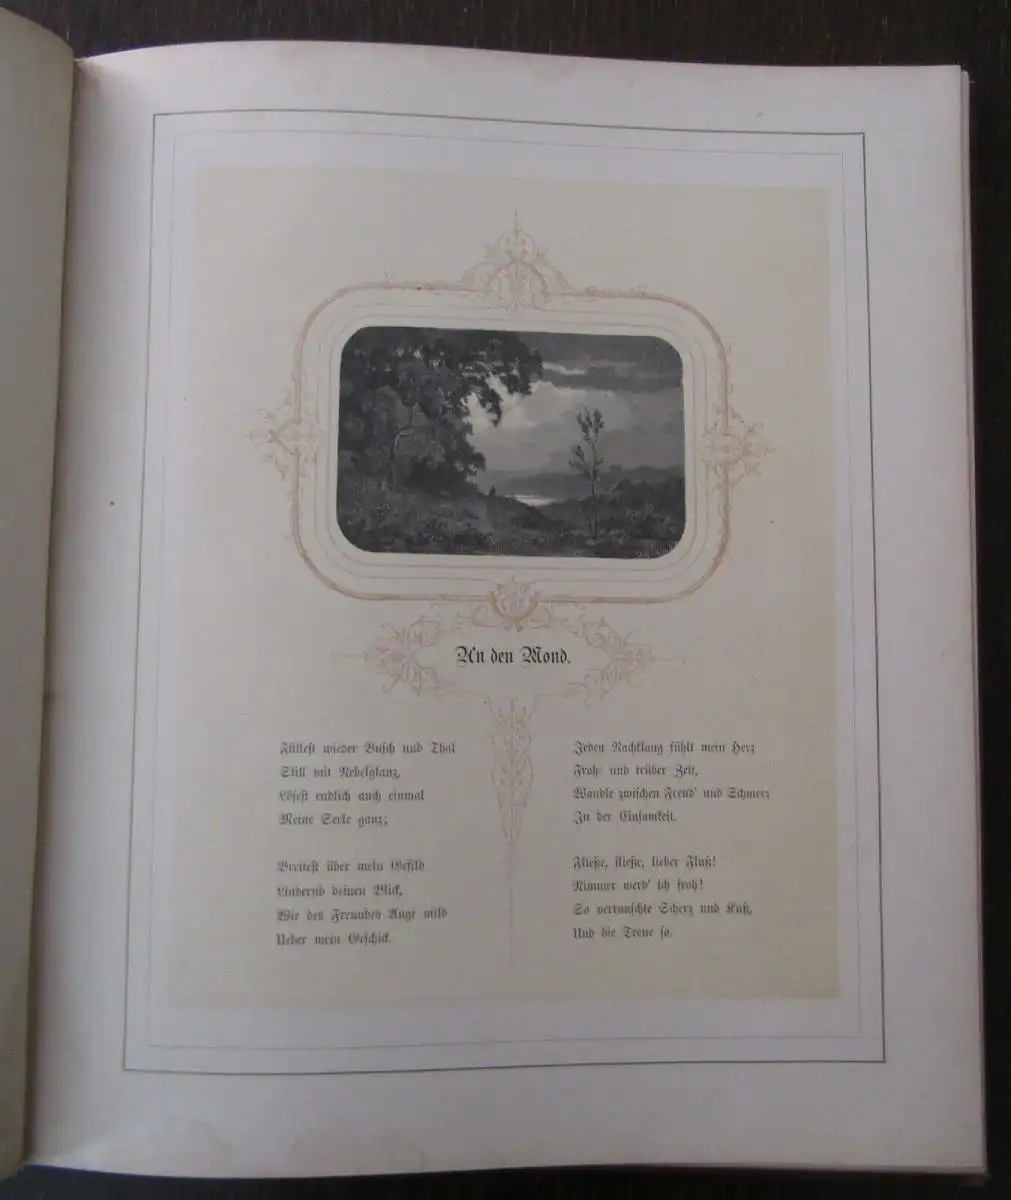 An den Mond.
Füllest wieder Busch und Thal
Still mit Nebelglanz,
Lösest endlich auch einmal
Meine Seele ganz;
Breitest über mein Gefild
Lindernd deinen Blick,
Wie des Freundes Auge mild
Ueber mein Geschick.
Jeden Nachklang fühlt mein Herz
Froh- und trüber Zeit,
Wandle zwischen Freud' und Schmerz
In der Einsamkeit.
Fließe, fließe, lieber Fluß!
Nimmer werd' ich froh!
So verrauschte Scherz und Kuß,
Und die Treue so.